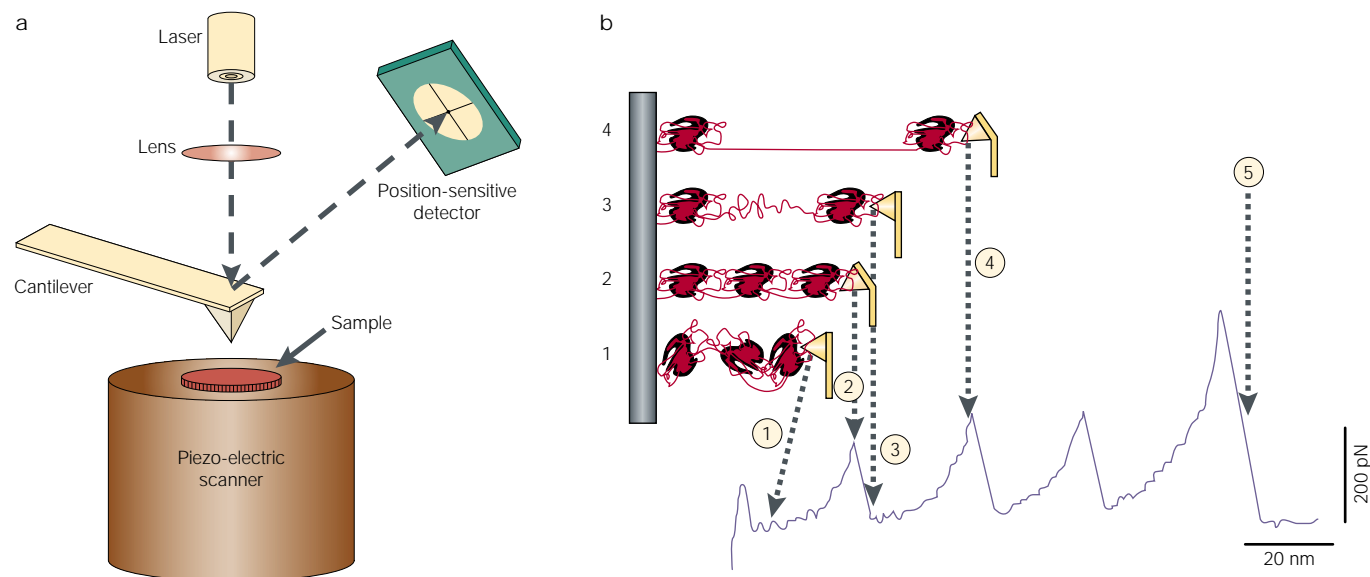 a
Laser
Lens
Position-sensitive
detector
Cantilever
Sample
Piezo-electric
scanner
b
4
3
2
1
5
4
2
1
3
200 pN
20 nm